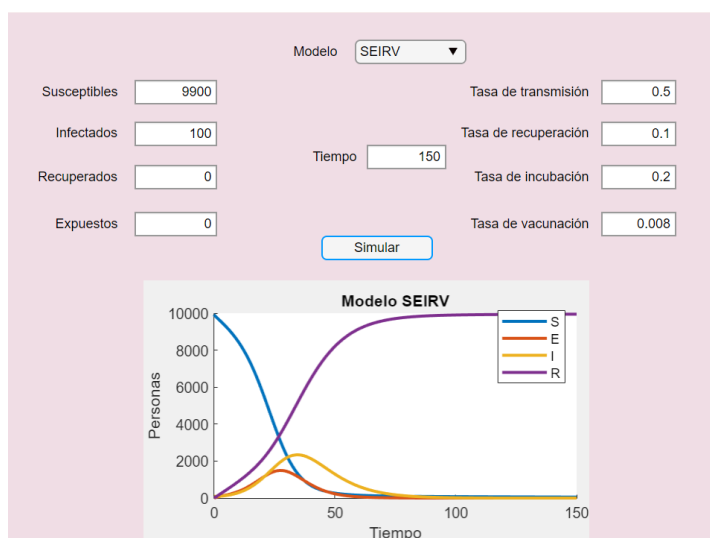 Modelo SEIRV
Susceptibles 9900
Tasa de transmisión 0.5
Infectados 100
Tasa de recuperación 0.1
Tiempo 150
Recuperados 0
Tasa de incubación 0.2
Expuestos 0
Tasa de vacunación 0.008
Simular
Modelo SEIRV
10000
8000
6000
4000
2000
0
Personas
S
E
I
R
0 50 100 150
Tiempo